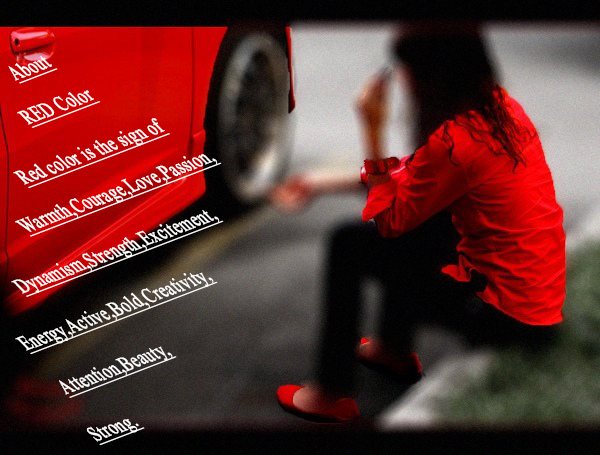 About
RED Color
Red color is the sign of
Warmth,Courage,Love,Passion,
Dynamism,Strength,Excitement,
Energy,Active,Bold,Creativity,
Attention,Beauty,
Strong.